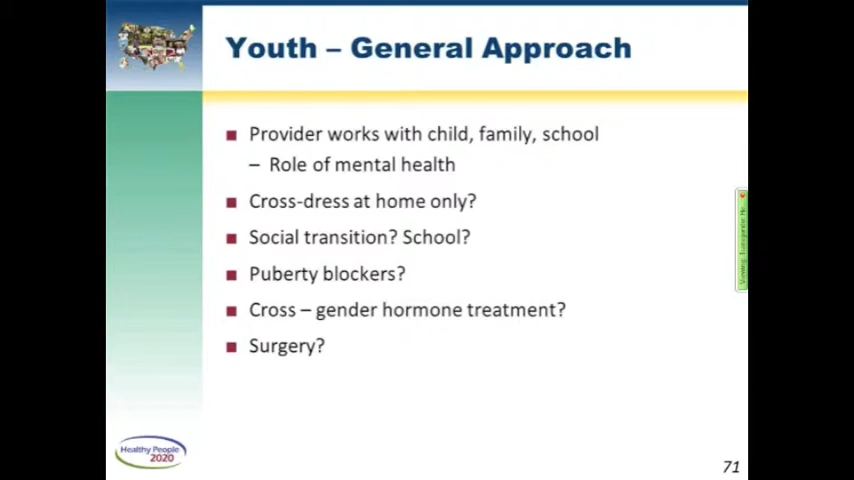 Youth – General Approach
■ Provider works with child, family, school
– Role of mental health
■ Cross-dress at home only?
■ Social transition? School?
■ Puberty blockers?
■ Cross – gender hormone treatment?
■ Surgery?
Healthy People
2020
71